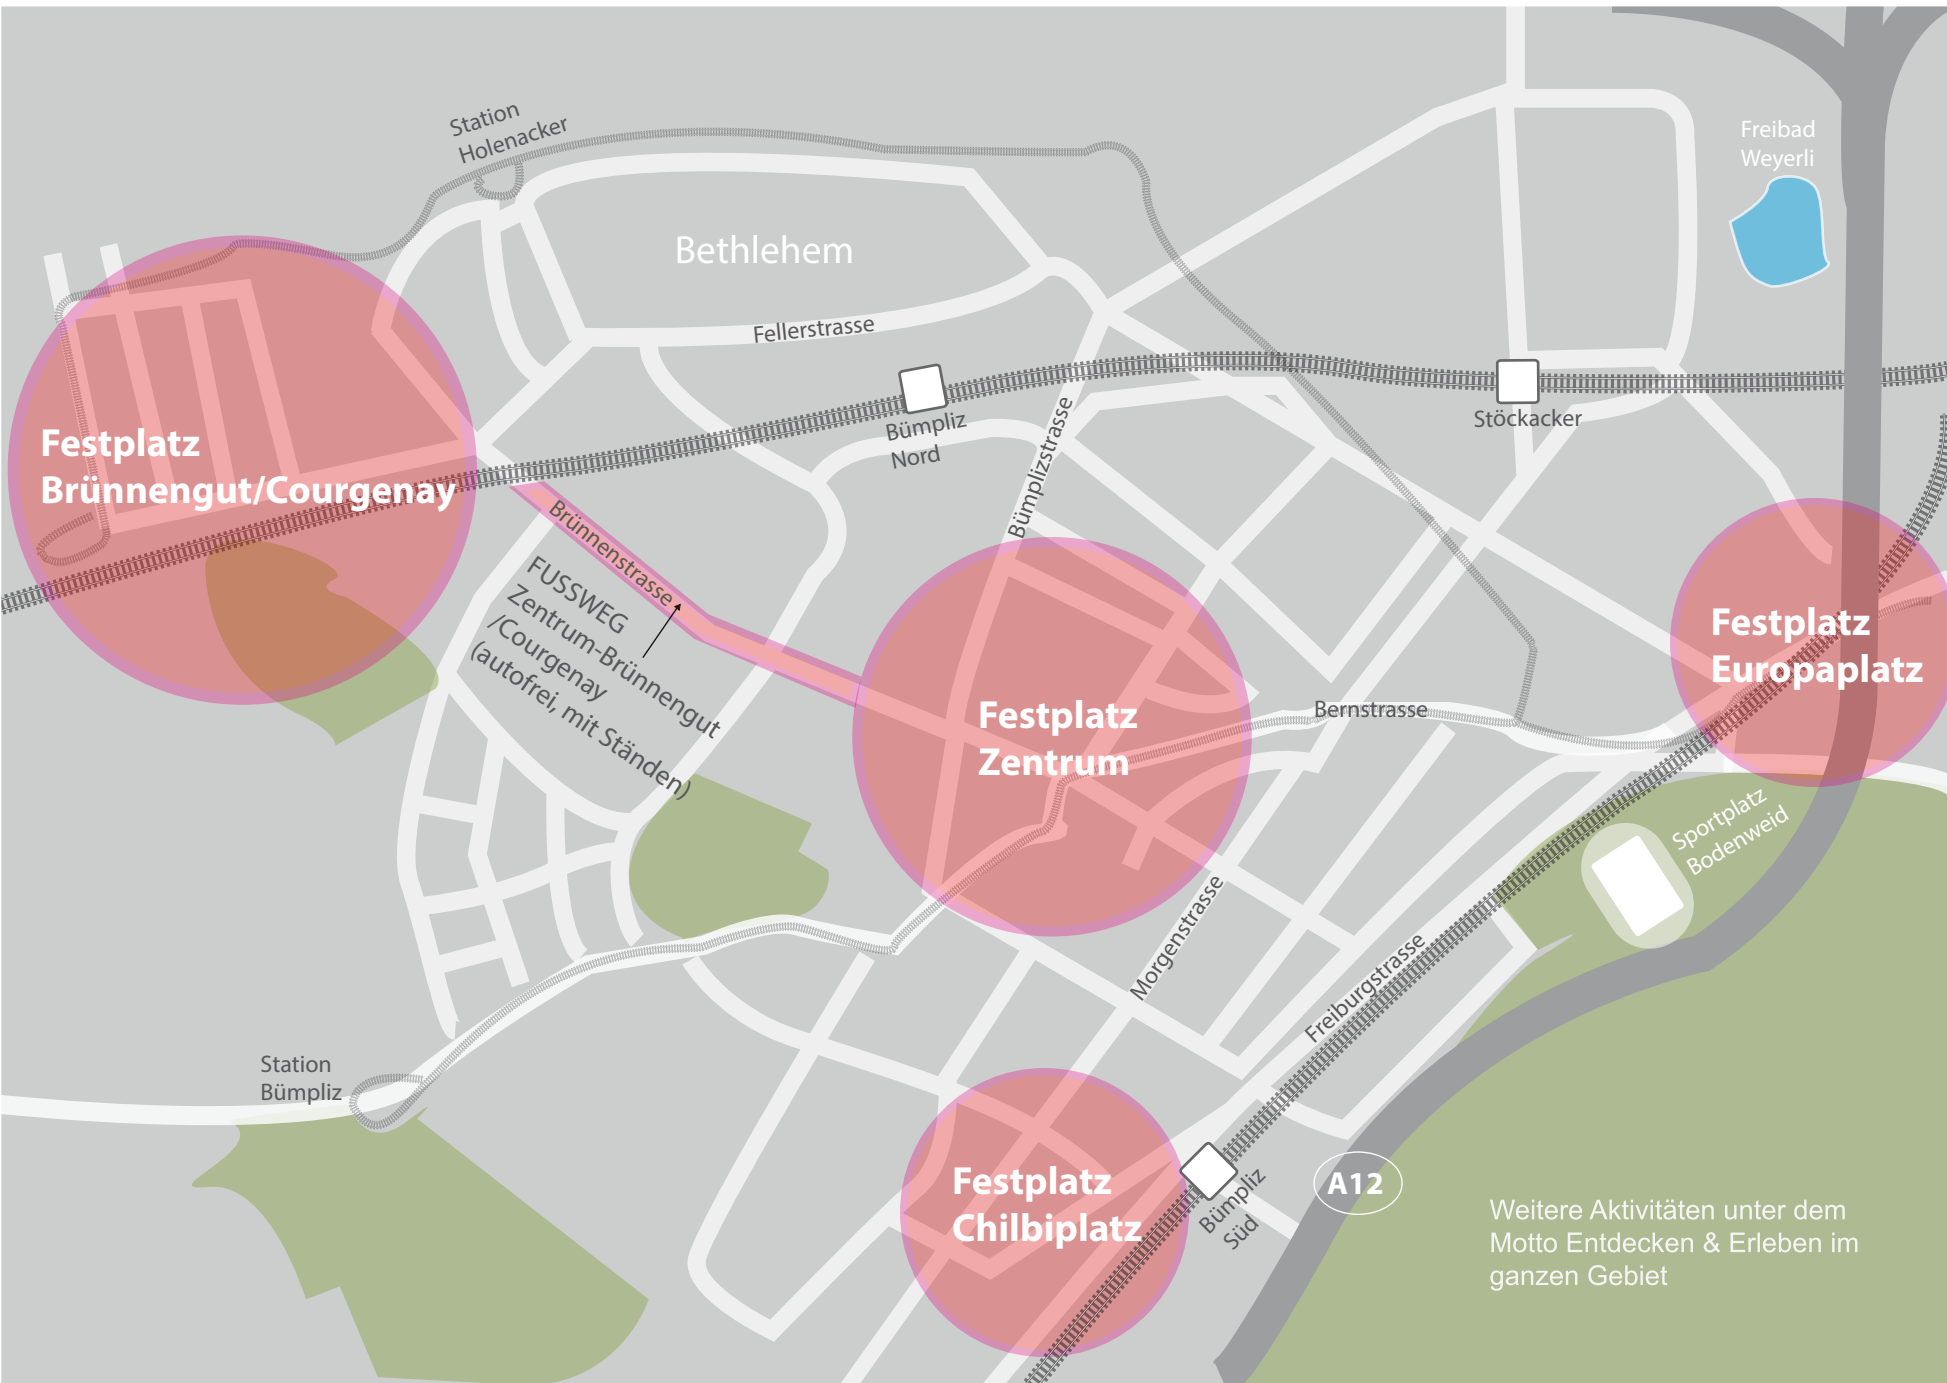 Station
Holenacker
Freibad
Weyerli
Bethlehem
Fellerstrasse
Bümpliz
Nord
Bümplizstrasse
Stöckacker
Festplatz
Brünnengut/Courgenay
Brünnenstrasse
FUSSWEG
Zentrum-Brünnengut
/Courgenay
(autofrei, mit Ständen)
Festplatz
Europaplatz
Festplatz
Zentrum
Bernstrasse
Sportplatz
Bodenweid
Morgenstrasse
Freiburgstrasse
Station
Bümpliz
Festplatz
Chilbiplatz
Bümpliz
Süd
A12
Weitere Aktivitäten unter dem
Motto Entdecken & Erleben im
ganzen Gebiet